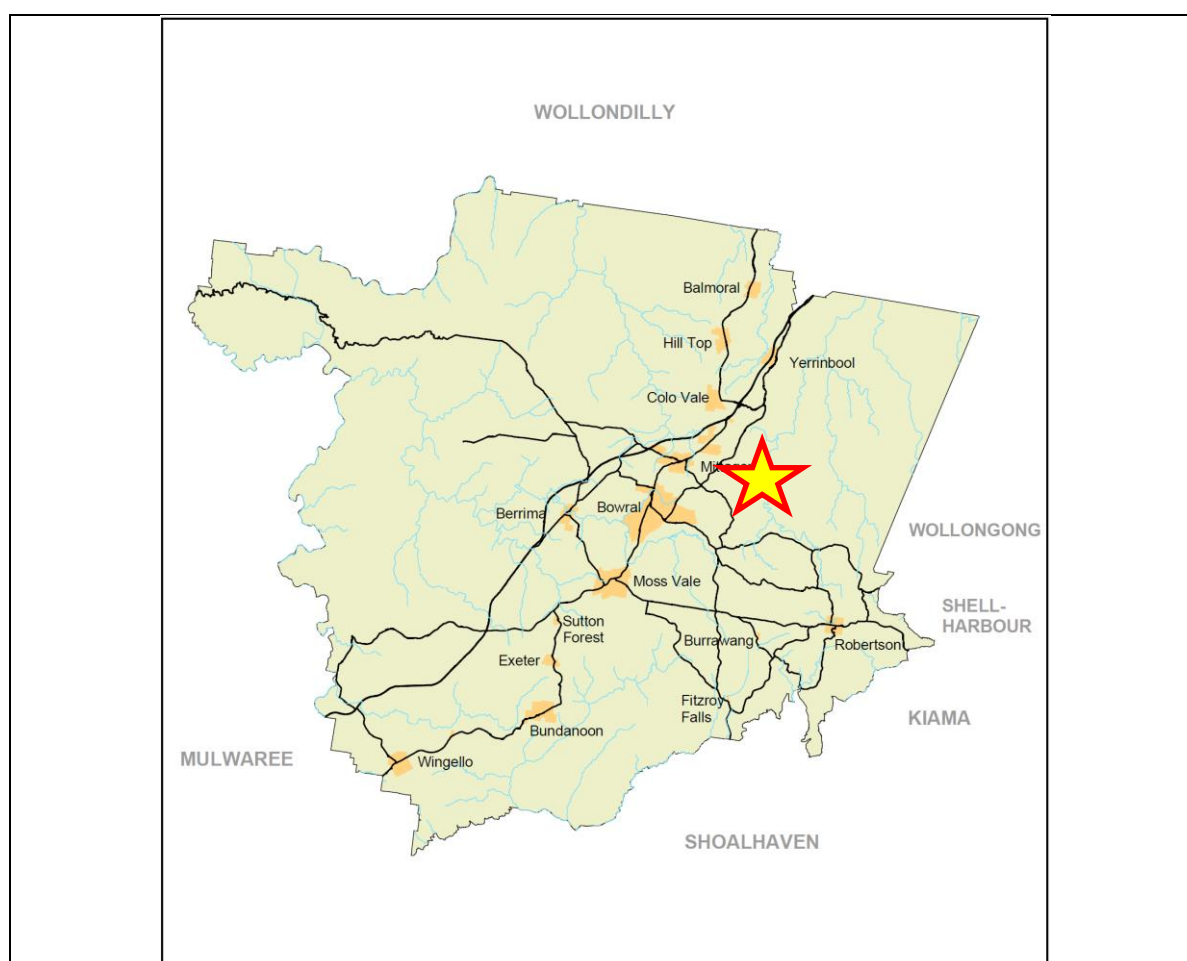 WOLLONDILLY
Balmoral
Hill Top
Yerrinbool
Colo Vale
Berrima
Bowral
WOLLONGONG
Moss Vale
SHELL-
HARBOUR
Sutton
Forest
Burrawang
Robertson
Exeter
Fitzroy
Falls
KIAMA
Bundanoon
MULWAREE
Wingello
SHOALHAVEN